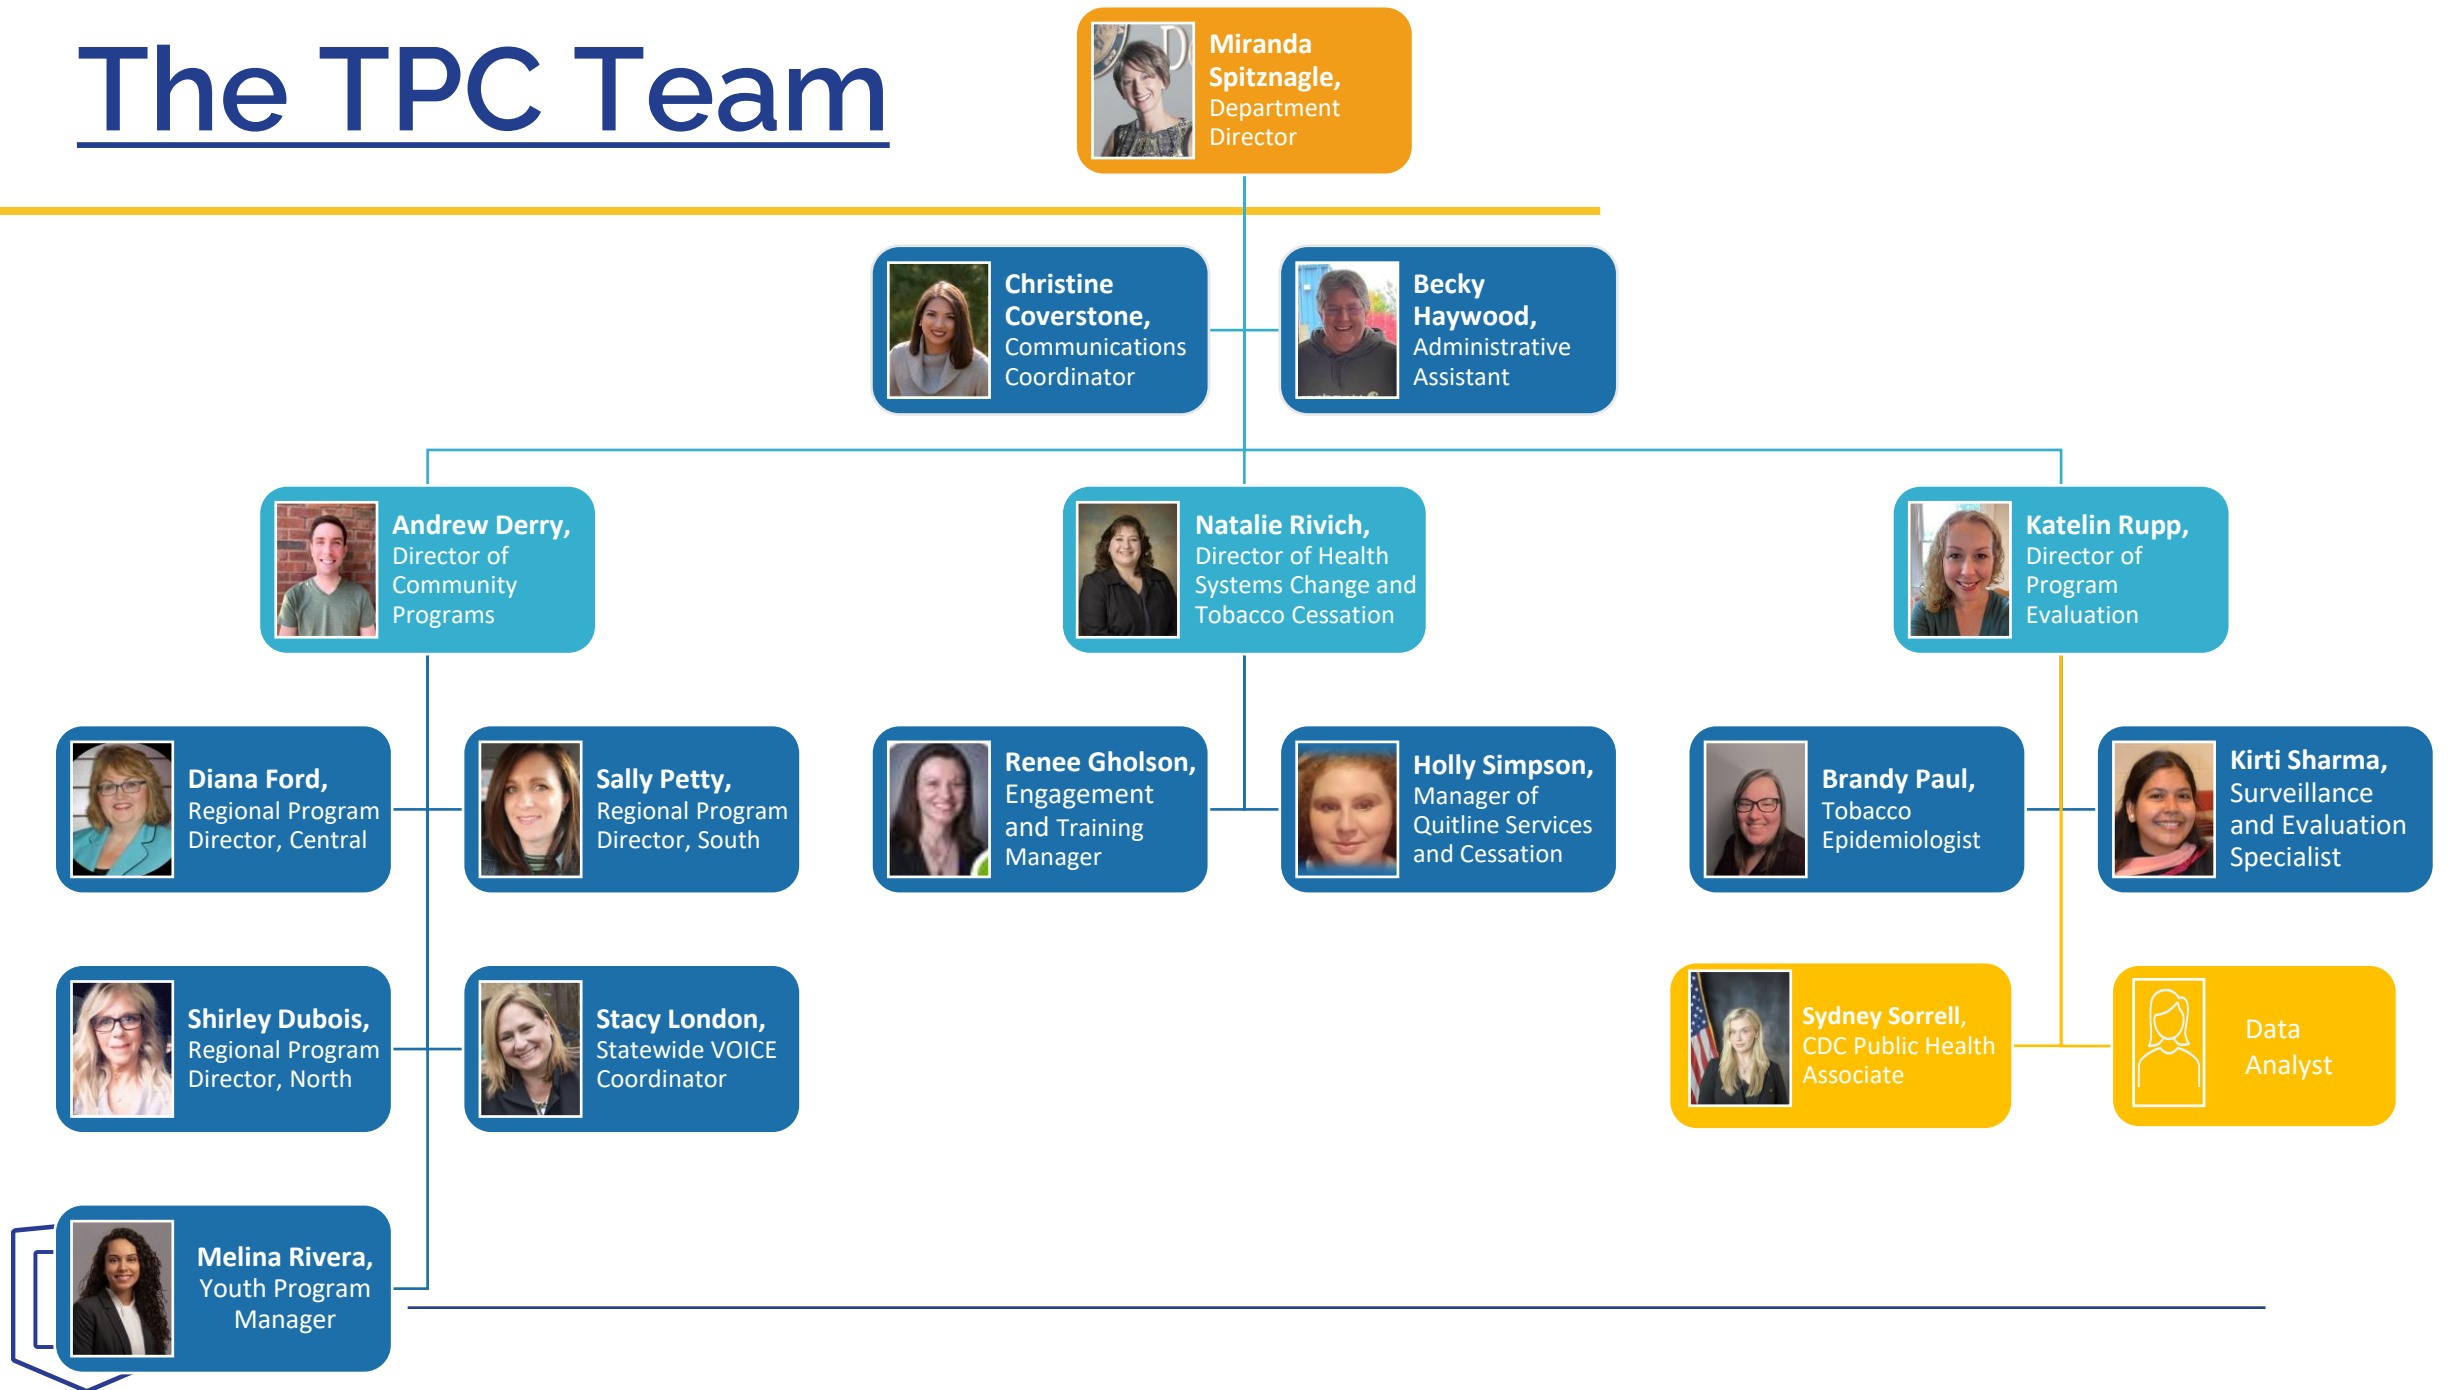 The TPC Team
Miranda
Spitznagle,
Department
Director
Christine
Coverstone,
Communications
Coordinator
Becky
Haywood,
Administrative
Assistant
Andrew Derry,
Director of
Community
Programs
Natalie Rivich,
Director of Health
Systems Change and
Tobacco Cessation
Katelin Rupp,
Director of
Program
Evaluation
Diana Ford,
Regional Program
Director, Central
Sally Petty,
Regional Program
Director, South
Renee Gholson,
Engagement
and Training
Manager
Holly Simpson,
Manager of
Quitline Services
and Cessation
Brandy Paul,
Tobacco
Epidemiologist
Kirti Sharma,
Surveillance
and Evaluation
Specialist
Shirley Dubois,
Regional Program
Director, North
Stacy London,
Statewide VOICE
Coordinator
Sydney Sorrell,
CDC Public Health
Associate
Data
Analyst
Melina Rivera,
Youth Program
Manager